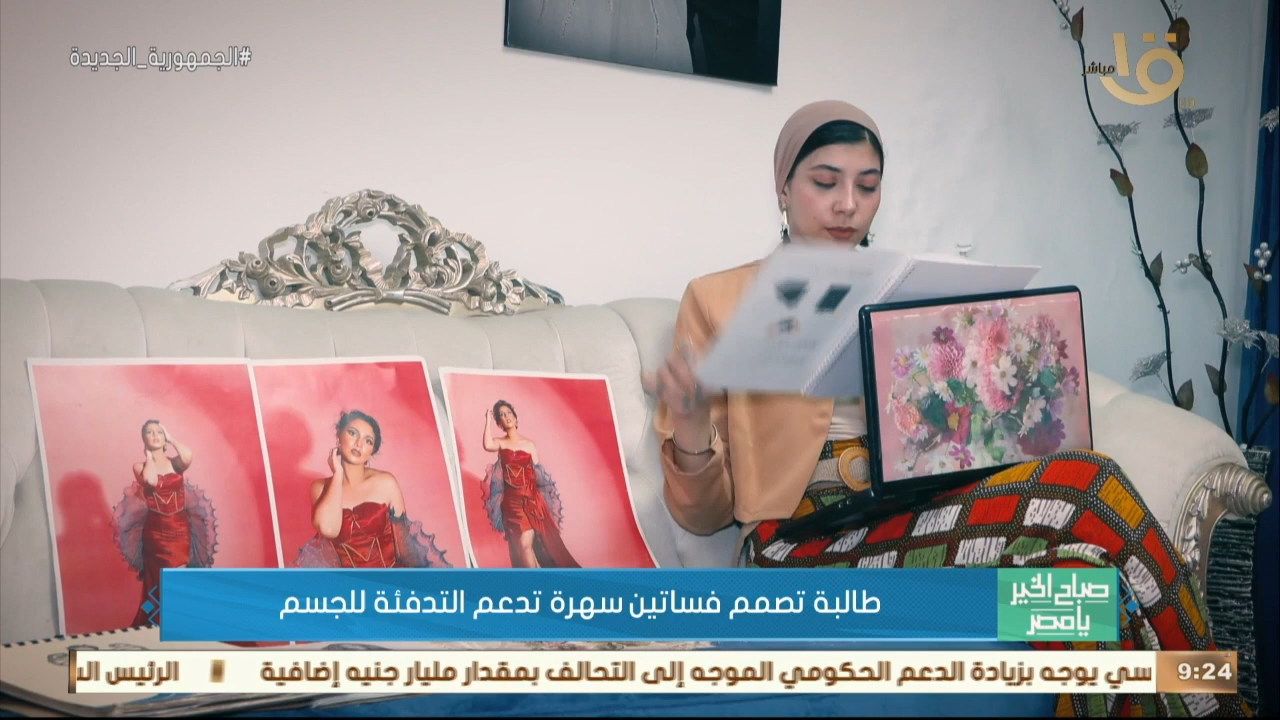 #الجمهورية_الجديدة
مباشر
طالبة تصمم فساتين سهرة تدعم التدفئة للجسم
صباح الخير
يا مصر
9:24
سي يوجه بزيادة الدعم الحكومي الموجه إلى التحالف بمقدار مليار جنيه إضافية
الرئيس